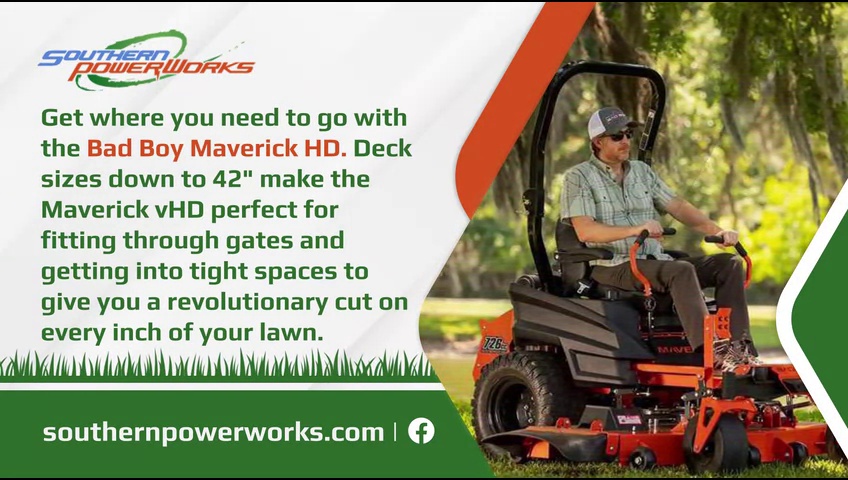 SOUTHERN
POWERWORKS
Get where you need to go with
the Bad Boy Maverick HD. Deck
sizes down to 42" make the
Maverick vHD perfect for
fitting through gates and
getting into tight spaces to
give you a revolutionary cut on
every inch of your lawn.
southernpowerworks.com |
726cc
MAVE